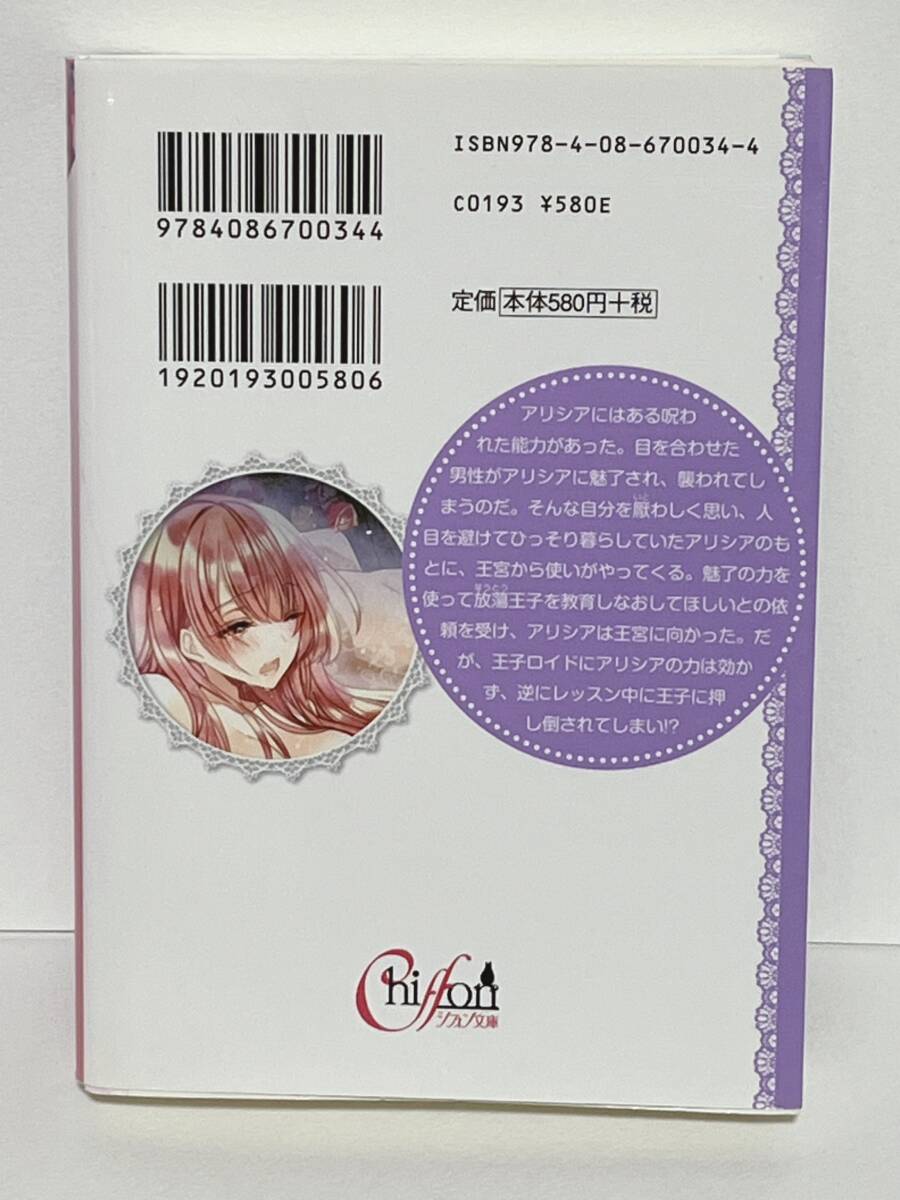 ISBN978-4-08-670034-4
9784086700344
C0193 ¥580E
定価 本体580円+税
1920193005806
アリシアにはある呪わ
れた能力があった。目を合わせた
男性がアリシアに魅了され、襲われてし
まうのだ。そんな自分を厭わしく思い、人
目を避けてひっそり暮らしていたアリシアのも
とに、王宮から使いがやってくる。魅了の力を
使って放蕩王子を教育しなおしてほしいとの依
頼を受け、アリシアは王宮に向かった。だ
が、王子ロイドにアリシアの力は効か
ず、逆にレッスン中に王子に押
し倒されてしまい!?
Chiffon
シフォン文庫